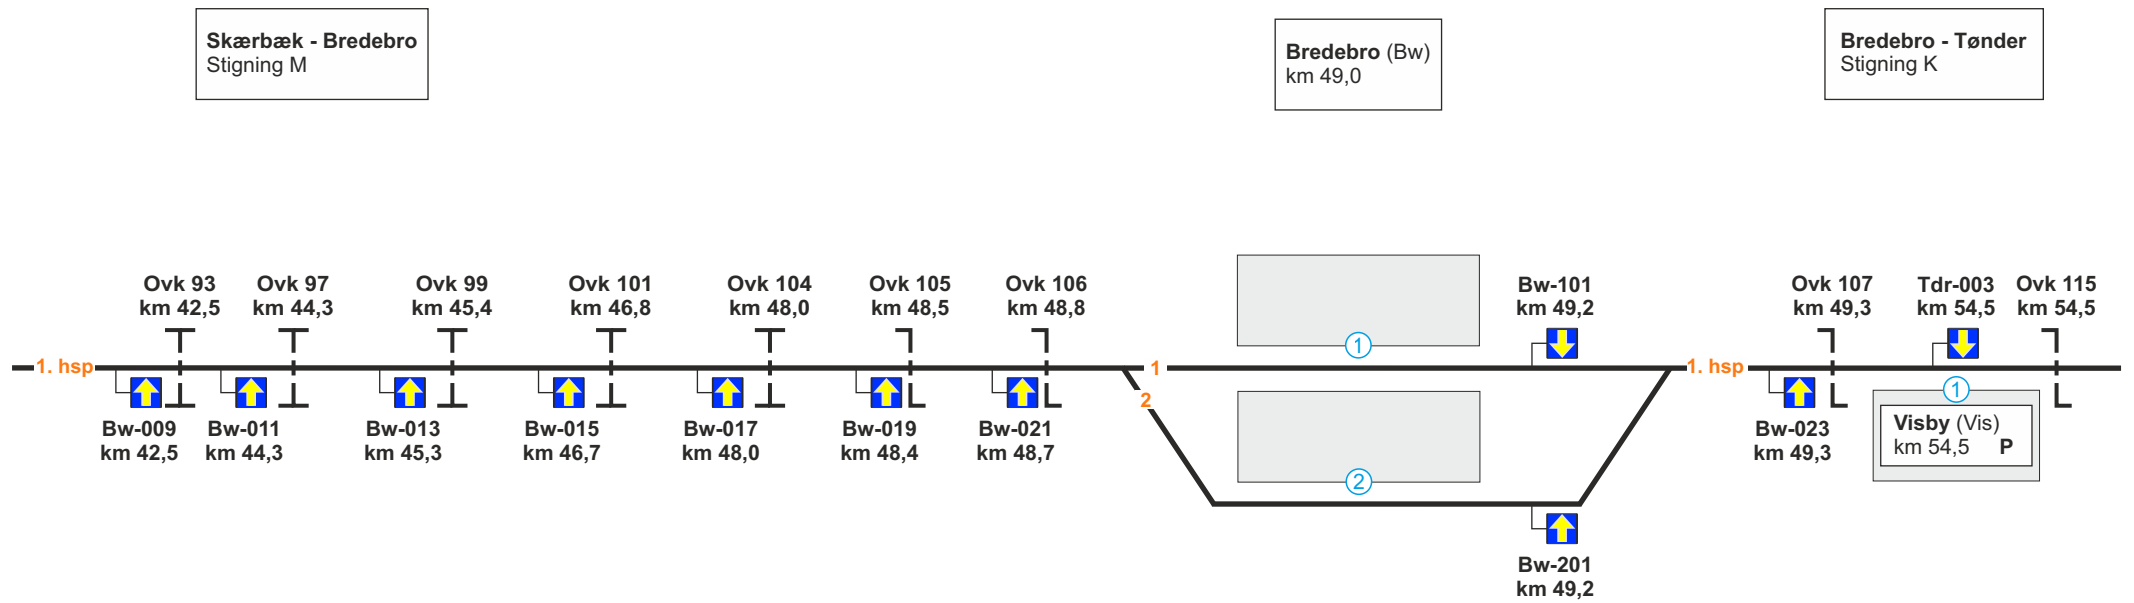 Skærbæk - Bredebro
Stigning M
Bredebro (Bw)
km 49,0
Bredebro - Tønder
Stigning K
Ovk 93
km 42,5
Ovk 97
km 44,3
Ovk 99
km 45,4
Ovk 101
km 46,8
Ovk 104
km 48,0
Ovk 105
km 48,5
Ovk 106
km 48,8
Bw-101
km 49,2
Ovk 107
km 49,3
Tdr-003
km 54,5
Ovk 115
km 54,5
1
1. hsp
1
1. hsp
2
1
Bw-009
km 42,5
Bw-011
km 44,3
Bw-013
km 45,3
Bw-015
km 46,7
Bw-017
km 48,0
Bw-019
km 48,4
Bw-021
km 48,7
Bw-023
km 49,3
Visby (Vis)
km 54,5 P
2
Bw-201
km 49,2